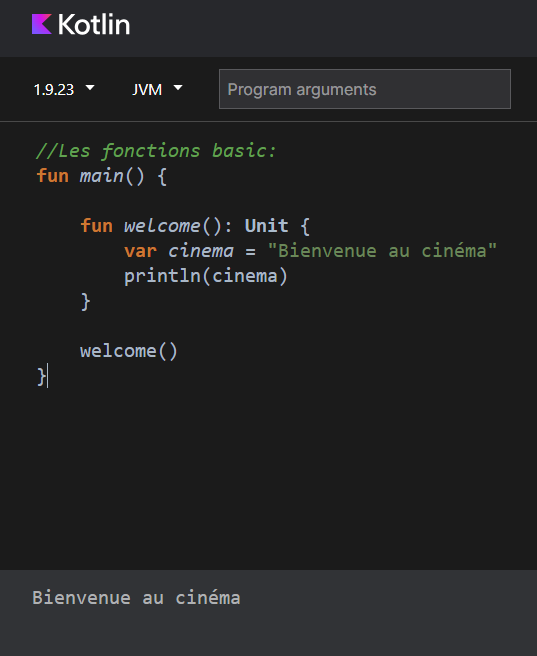 Kotlin
1.9.23 JVM Program arguments
//Les fonctions basic:
fun main() {
fun welcome(): Unit {
var cinema = "Bienvenue au cinéma"
println(cinema)
}
welcome()
}
Bienvenue au cinéma